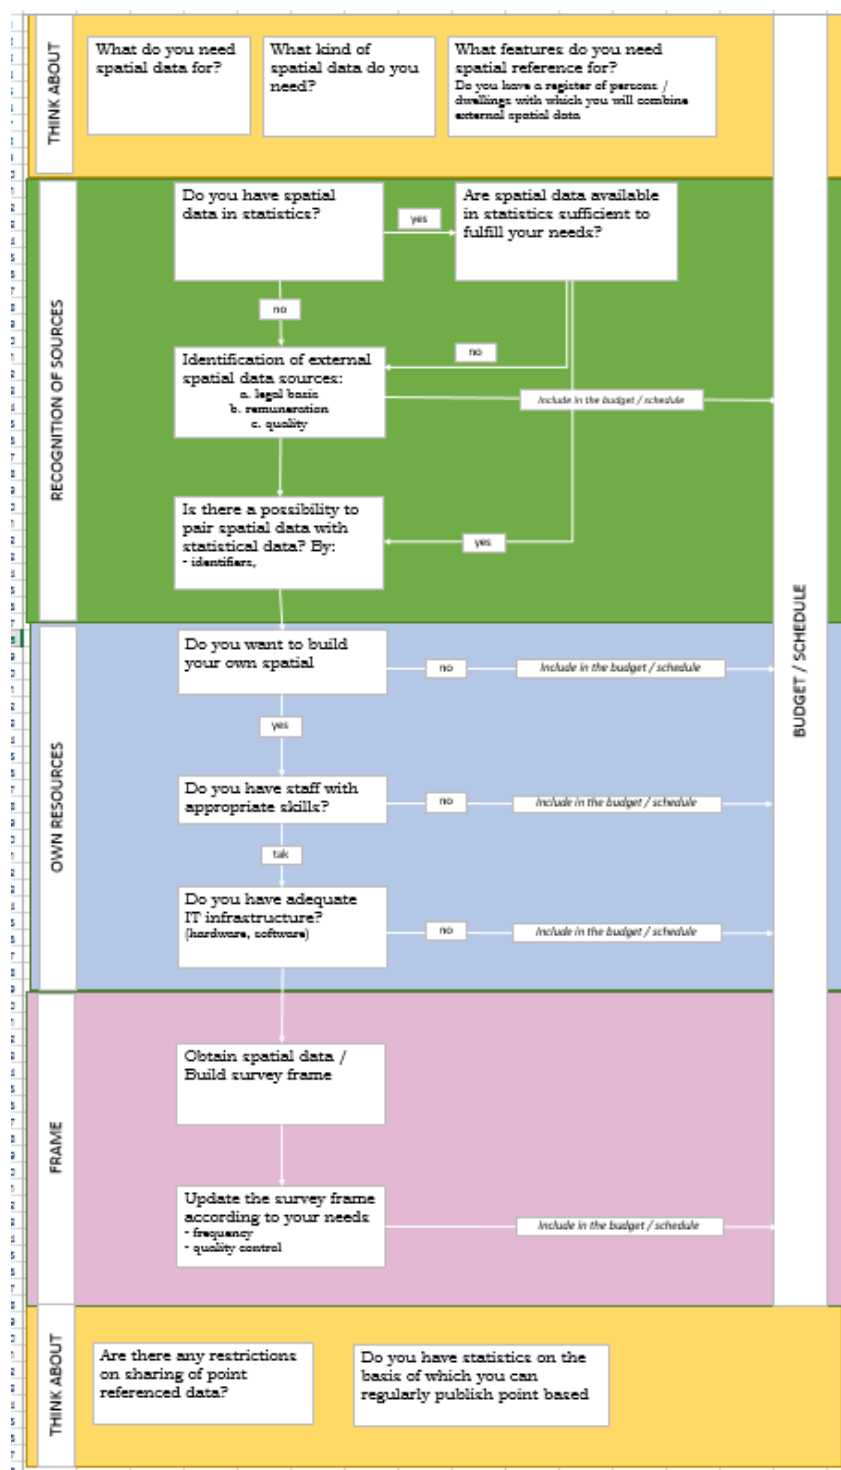 THINK ABOUT
What do you need
spatial data for?
What kind of
spatial data do you
need?
What features do you need
spatial reference for?
Do you have a register of persons /
dwellings with which you will combine
external spatial data
RECOGNITION OF SOURCES
Do you have spatial
data in statistics?
yes
Are spatial data available
in statistics sufficient to
fulfill your needs?
no
no
Identification of external
spatial data sources:
a. legal basis
b. remuneration
c. quality
Include in the budget / schedule
Is there a possibility to
pair spatial data with
statistical data? By:
- identifiers,
yes
BUDGET / SCHEDULE
OWN RESOURCES
Do you want to build
your own spatial
no
Include in the budget / schedule
yes
Do you have staff with
appropriate skills?
no
Include in the budget / schedule
tak
Do you have adequate
IT infrastructure?
(hardware, software)
no
Include in the budget / schedule
FRAME
Obtain spatial data /
Build survey frame
Update the survey frame
according to your needs
- frequency
- quality control
Include in the budget / schedule
THINK ABOUT
Are there any restrictions
on sharing of point
referenced data?
Do you have statistics on the
basis of which you can
regularly publish point based